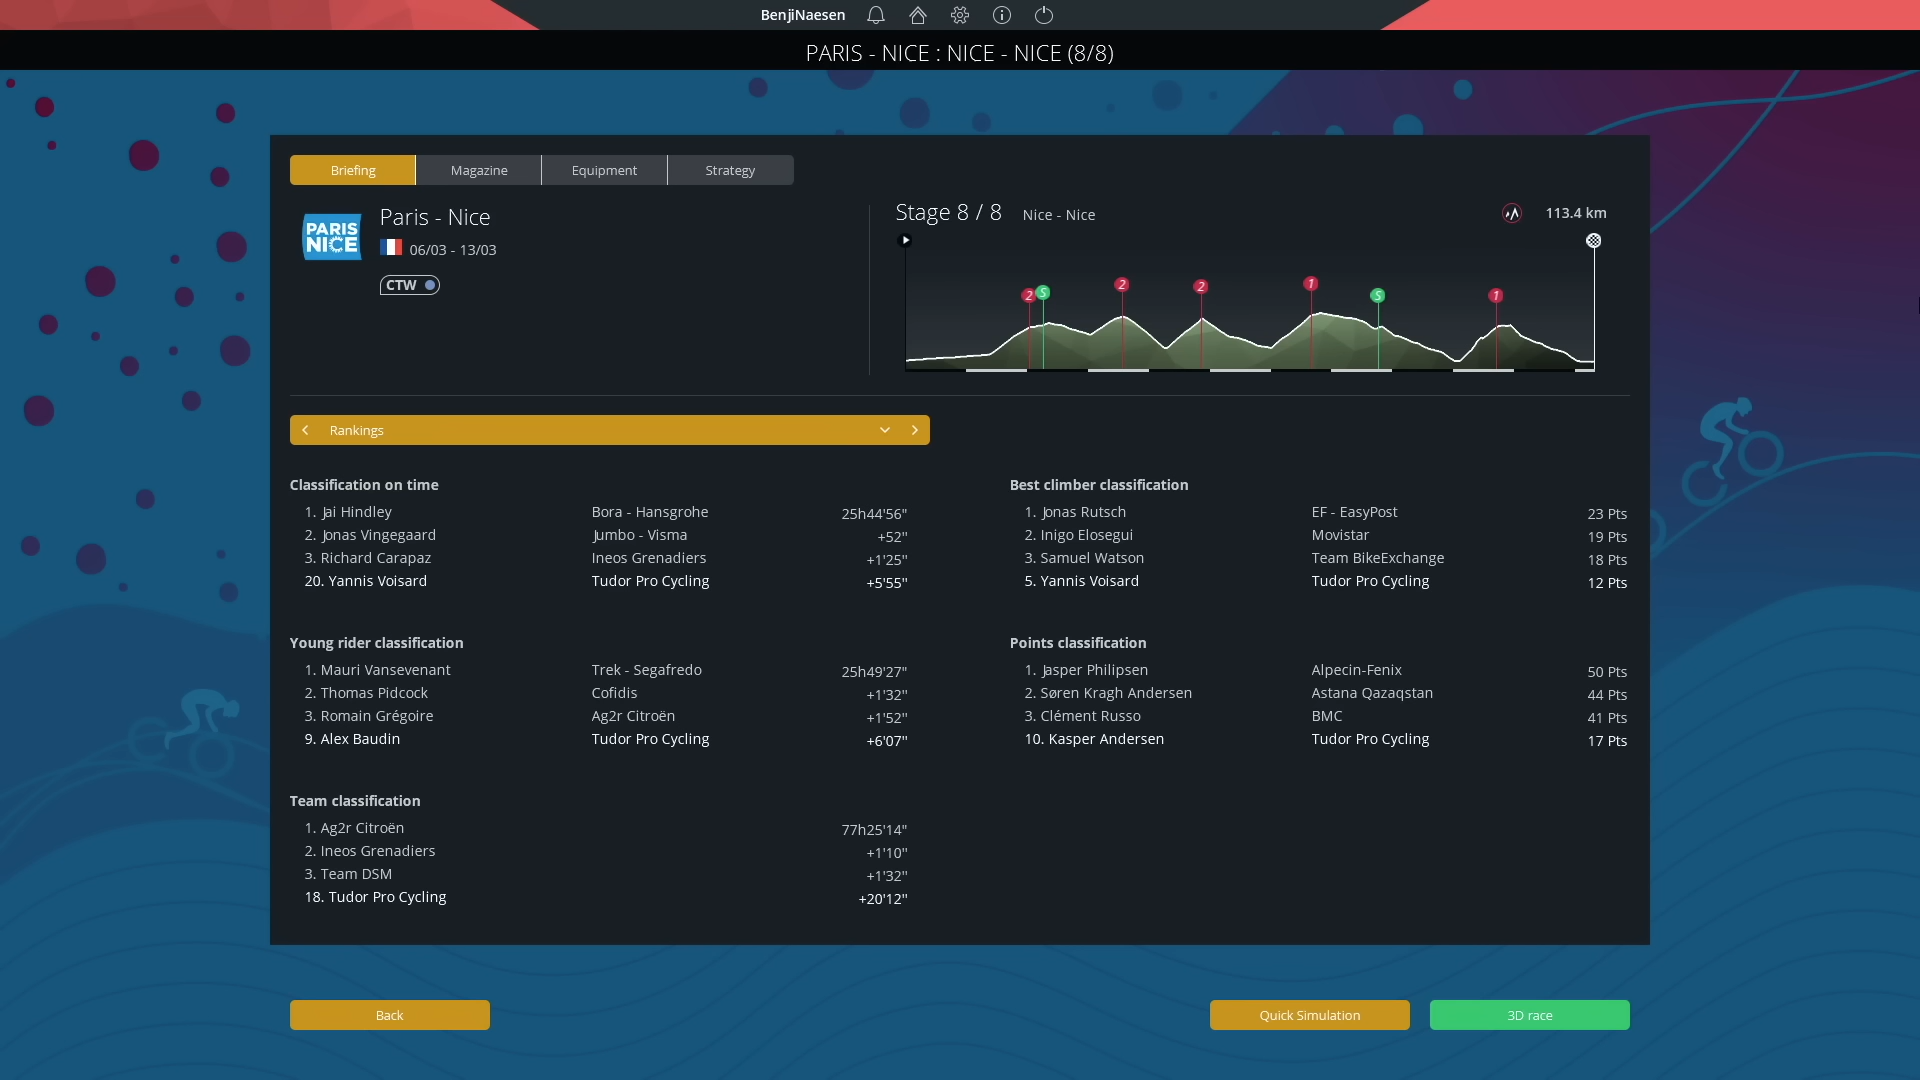 BenjiNaesen
PARIS - NICE : NICE - NICE (8/8)
Briefing Magazine Equipment Strategy
PARIS NICE
Paris - Nice
06/03 - 13/03
CTW
Stage 8 / 8 Nice - Nice 113.4 km
2 S 2 2 1 S 1
Rankings
Classification on time
1. Jai Hindley Bora - Hansgrohe 25h44'56"
2. Jonas Vingegaard Jumbo - Visma +52"
3. Richard Carapaz Ineos Grenadiers +1'25"
20. Yannis Voisard Tudor Pro Cycling +5'55"
Best climber classification
1. Jonas Rutsch EF - EasyPost 23 Pts
2. Inigo Elosegui Movistar 19 Pts
3. Samuel Watson Team BikeExchange 18 Pts
5. Yannis Voisard Tudor Pro Cycling 12 Pts
Young rider classification
1. Mauri Vansevenant Trek - Segafredo 25h49'27"
2. Thomas Pidcock Cofidis +1'32"
3. Romain Grégoire Ag2r Citroën +1'52"
9. Alex Baudin Tudor Pro Cycling +6'07"
Points classification
1. Jasper Philipsen Alpecin-Fenix 50 Pts
2. Søren Kragh Andersen Astana Qazaqstan 44 Pts
3. Clément Russo BMC 41 Pts
10. Kasper Andersen Tudor Pro Cycling 17 Pts
Team classification
1. Ag2r Citroën 77h25'14"
2. Ineos Grenadiers +1'10"
3. Team DSM +1'32"
18. Tudor Pro Cycling +20'12"
Back Quick Simulation 3D race